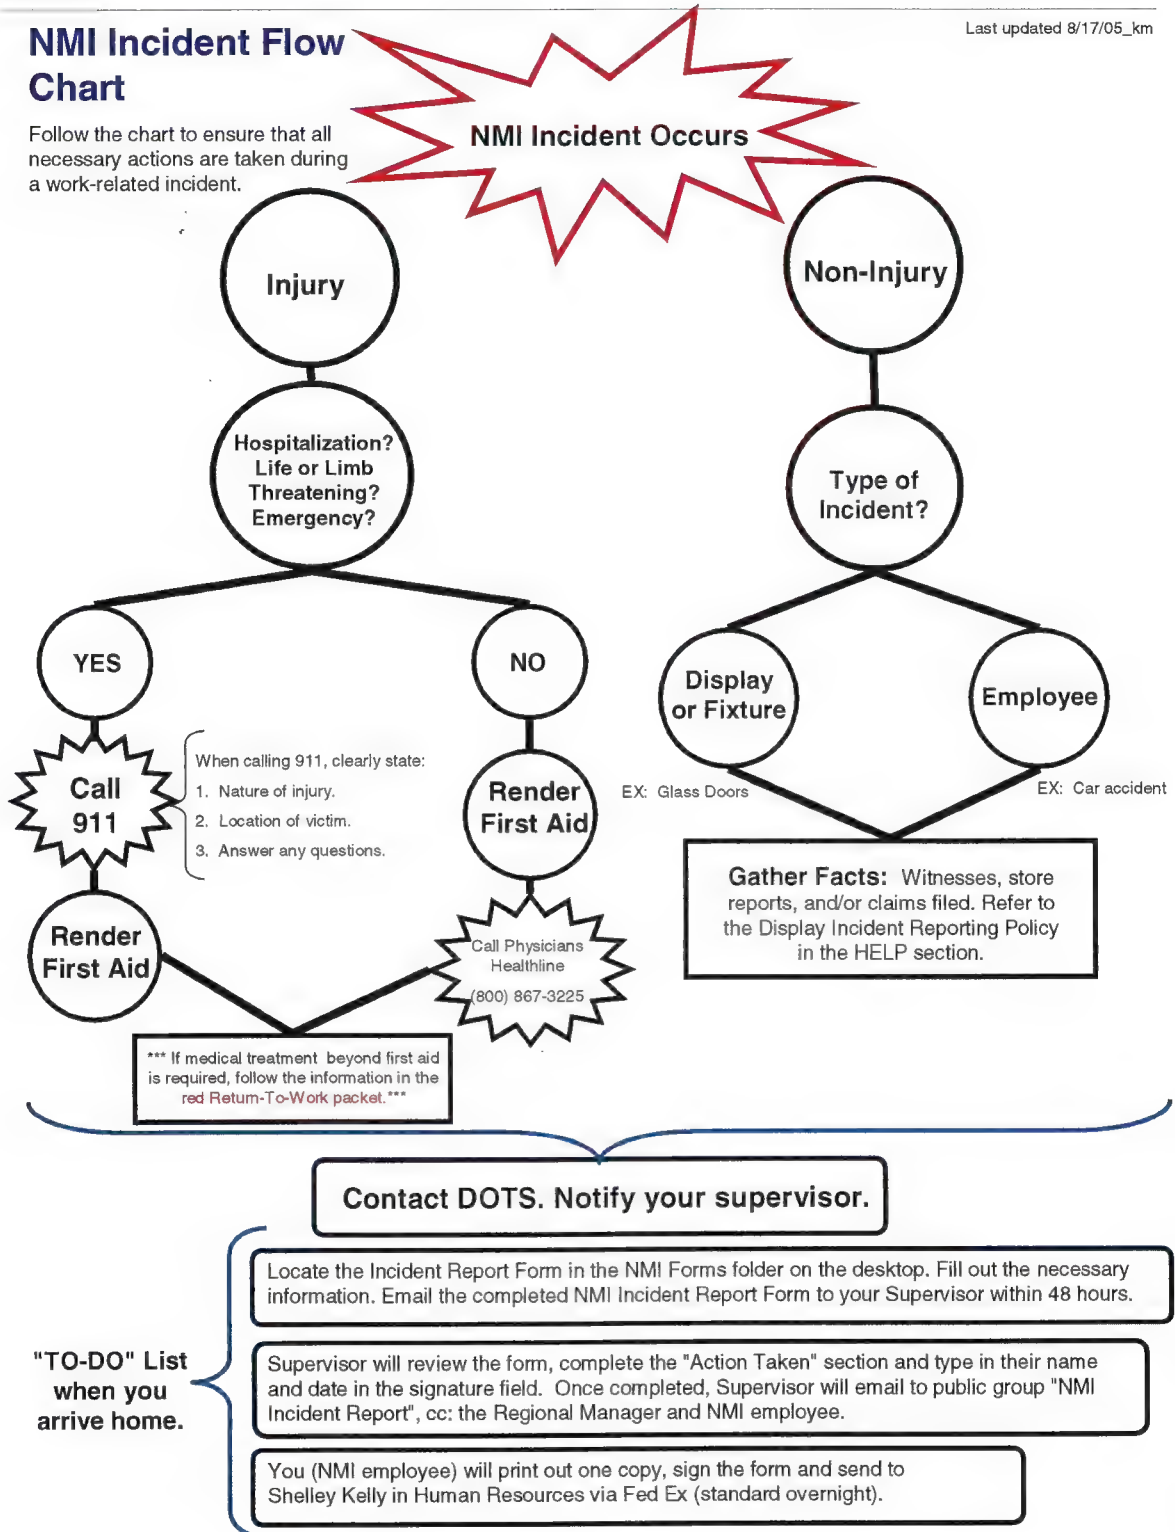 NMI Incident Flow
Chart
Last updated 8/17/05_km
Follow the chart to ensure that all
necessary actions are taken during
a work-related incident.
NMI Incident Occurs
Injury
Non-Injury
Hospitalization?
Life or Limb
Threatening?
Emergency?
Type of
Incident?
YES
NO
Display
or Fixture
Employee
EX: Glass Doors
EX: Car accident
Call
911
When calling 911, clearly state:
1. Nature of injury.
2. Location of victim.
3. Answer any questions.
Render
First Aid
Render
First Aid
Call Physicians
Healthline
(800) 867-3225
Gather Facts: Witnesses, store
reports, and/or claims filed. Refer to
the Display Incident Reporting Policy
in the HELP section.
*** If medical treatment beyond first aid
is required, follow the information in the
red Return-To-Work packet.***
Contact DOTS. Notify your supervisor.
"TO-DO" List
when you
arrive home.
Locate the Incident Report Form in the NMI Forms folder on the desktop. Fill out the necessary
information. Email the completed NMI Incident Report Form to your Supervisor within 48 hours.
Supervisor will review the form, complete the "Action Taken" section and type in their name
and date in the signature field. Once completed, Supervisor will email to public group "NMI
Incident Report", cc: the Regional Manager and NMI employee.
You (NMI employee) will print out one copy, sign the form and send to
Shelley Kelly in Human Resources via Fed Ex (standard overnight).